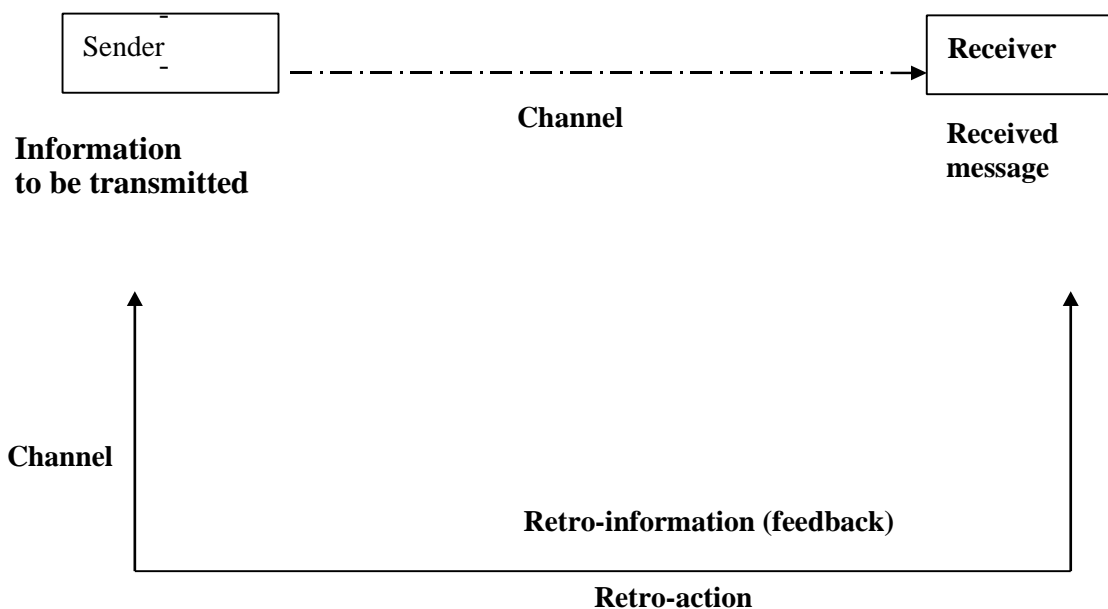 Sender
Receiver
Channel
Information
to be transmitted
Received
message
Channel
Retro-information (feedback)
Retro-action